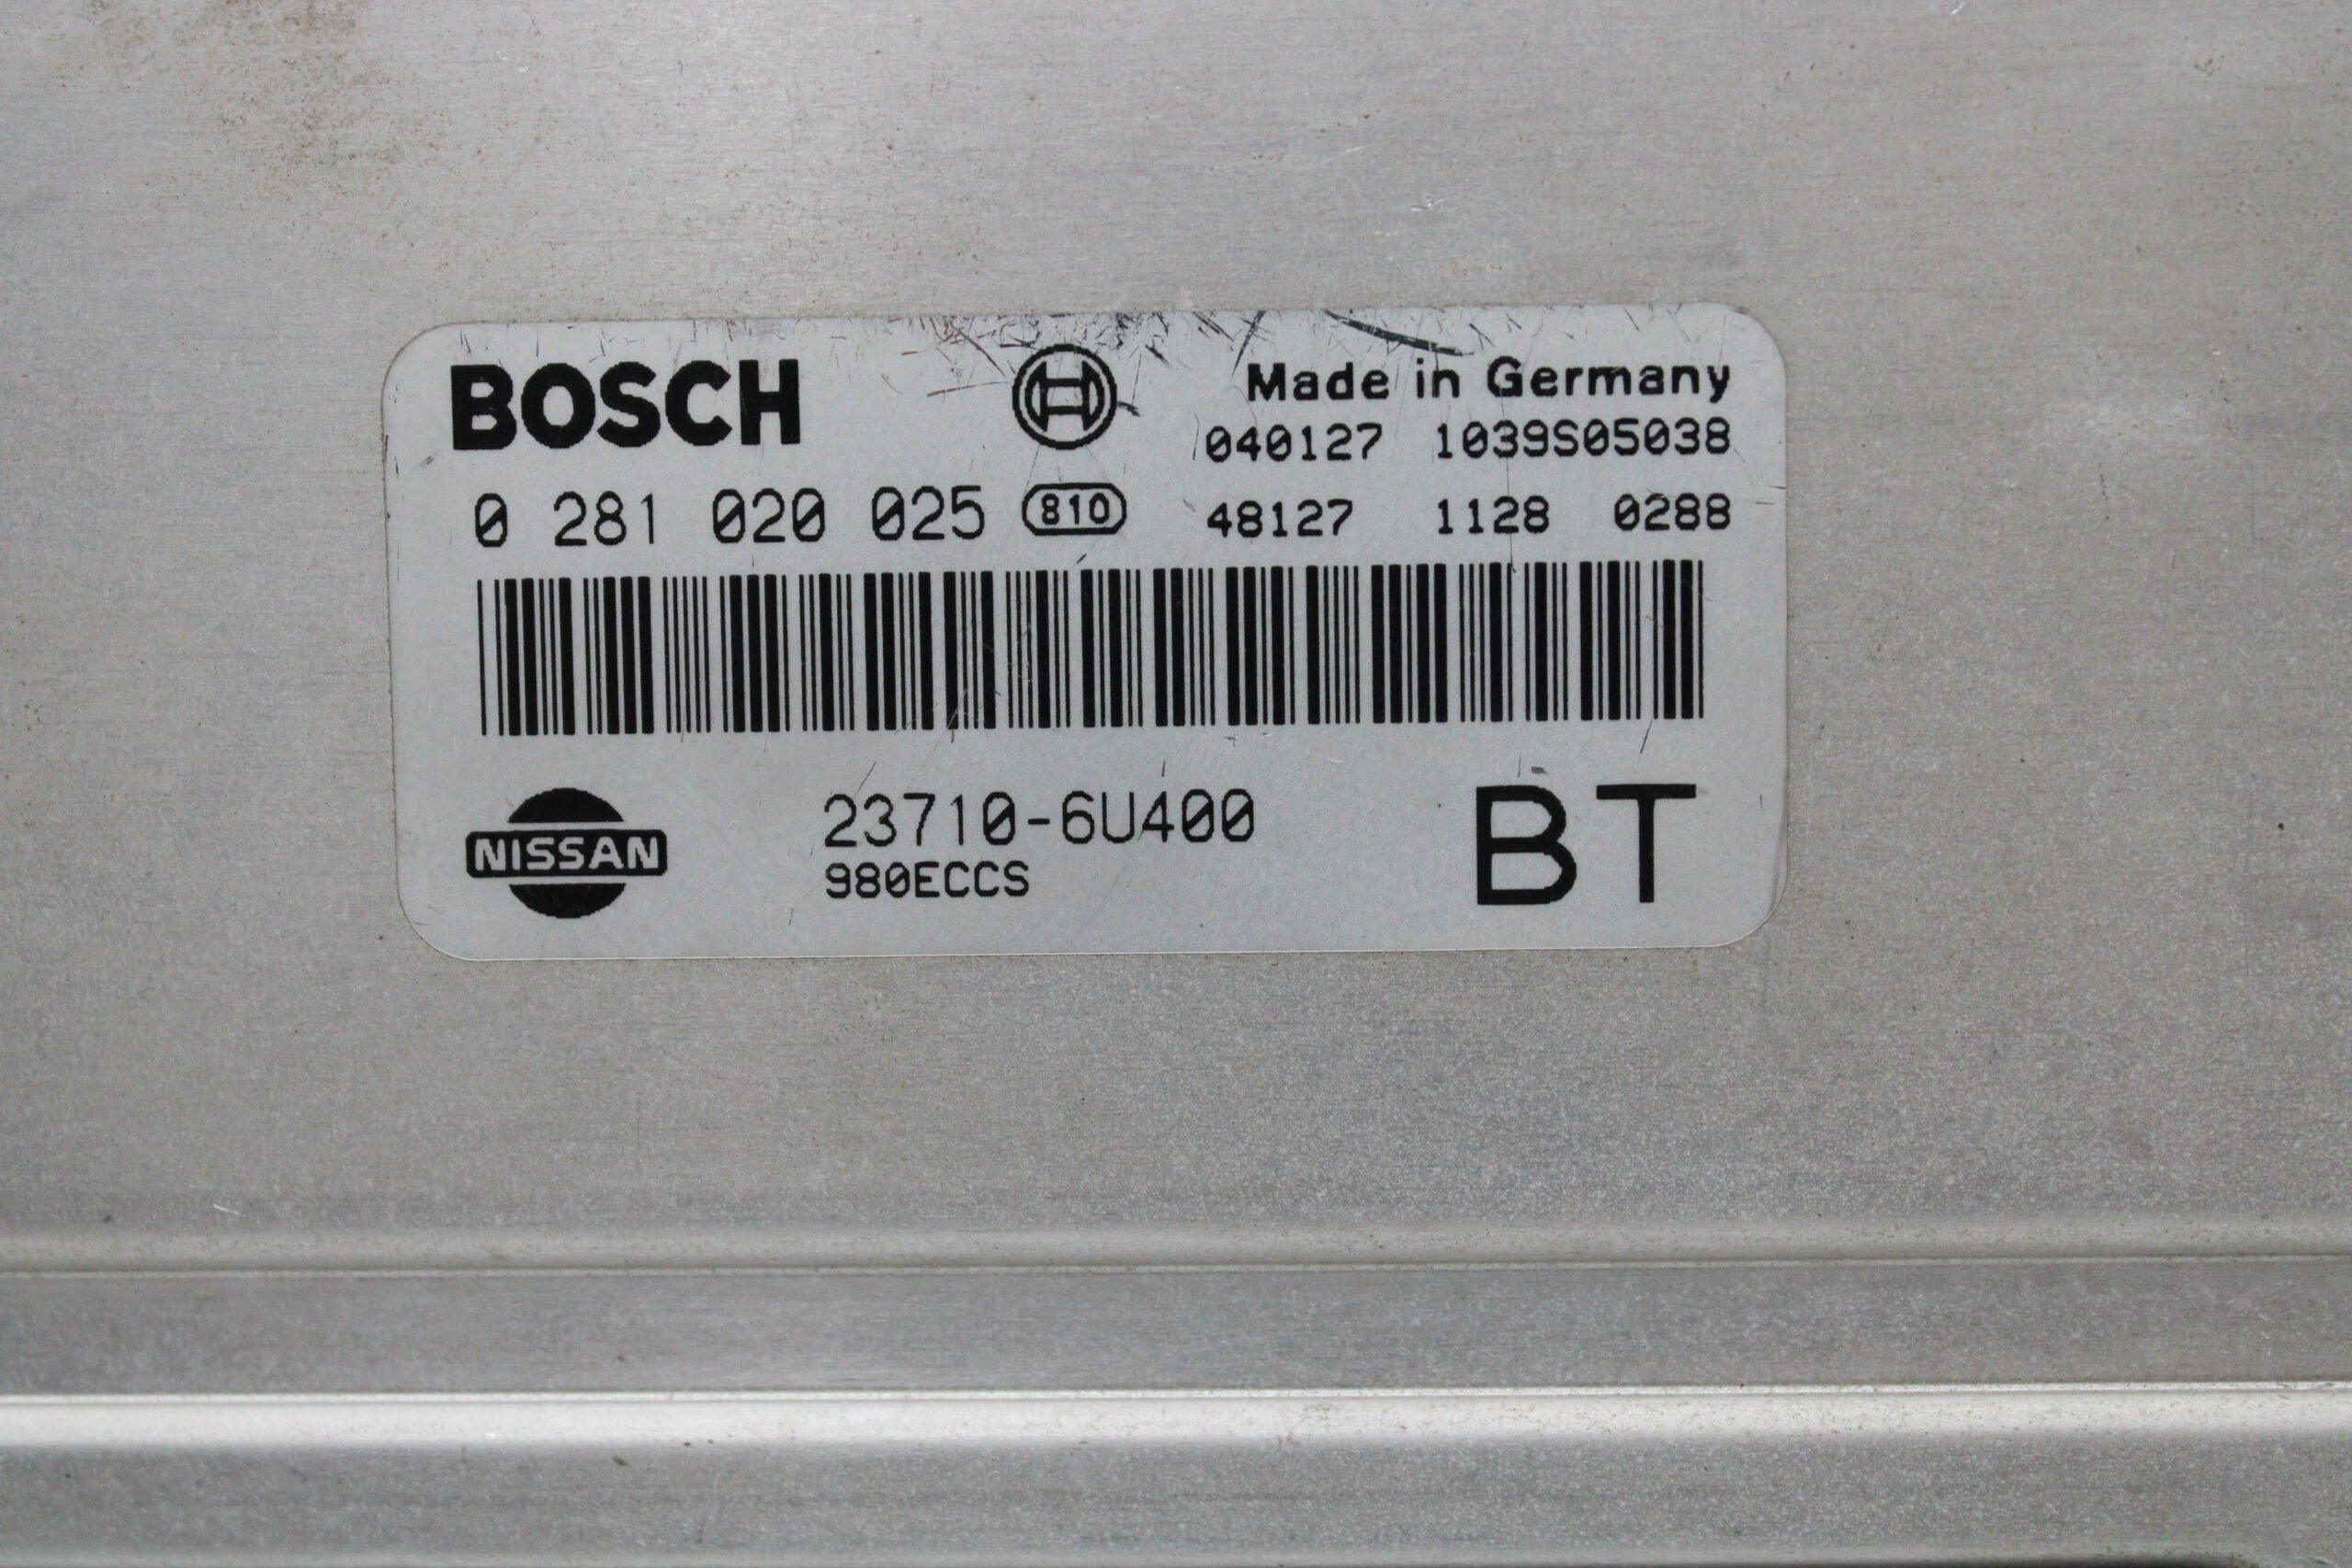 BOSCH
Made in Germany
040127 1039S05038
0 281 020 025 810 48127 1128 0288
NISSAN 23710-6U400 BT
980ECCS